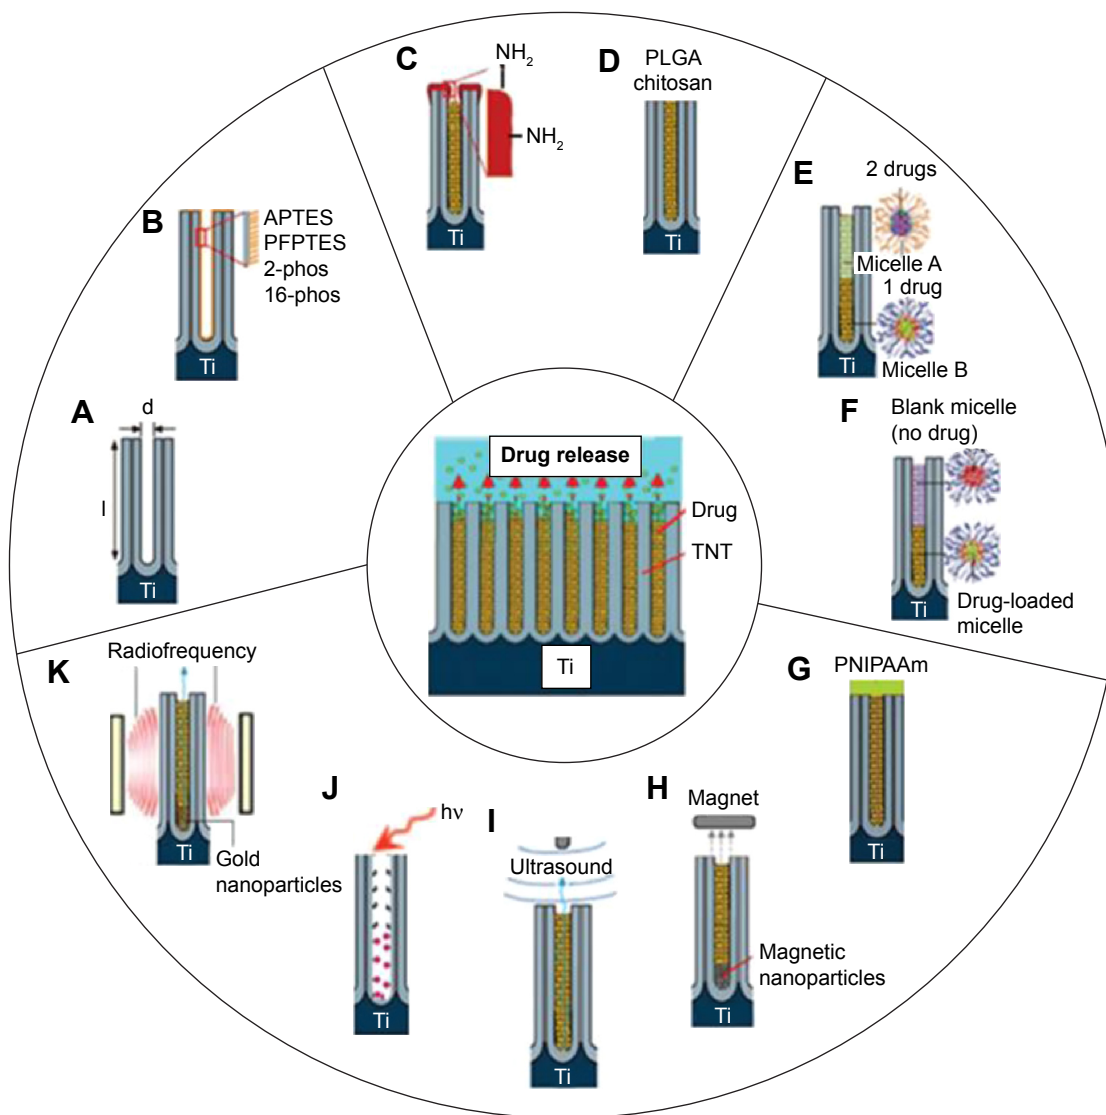 A
d
l
Ti
B
APTES
PFPTES
2-phos
16-phos
Ti
C
NH2
NH2
Ti
D
PLGA
chitosan
Ti
E
2 drugs
Micelle A
1 drug
Micelle B
Ti
F
Blank micelle
(no drug)
Drug-loaded
micelle
Ti
Drug release
Drug
TNT
Ti
G
PNIPAAm
Ti
H
Magnet
Magnetic
nanoparticles
Ti
I
Ultrasound
Ti
J
hν
Ti
K
Radiofrequency
Gold
nanoparticles
Ti